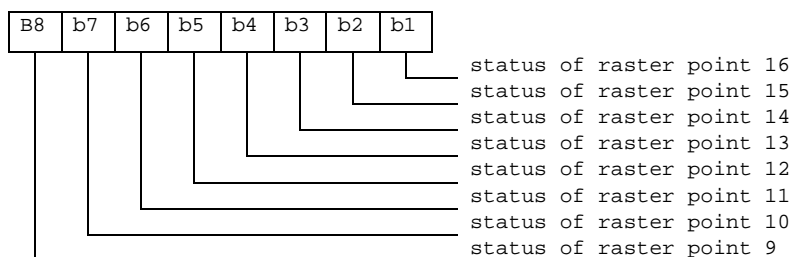 B8 b7 b6 b5 b4 b3 b2 b1
status of raster point 16
status of raster point 15
status of raster point 14
status of raster point 13
status of raster point 12
status of raster point 11
status of raster point 10
status of raster point 9